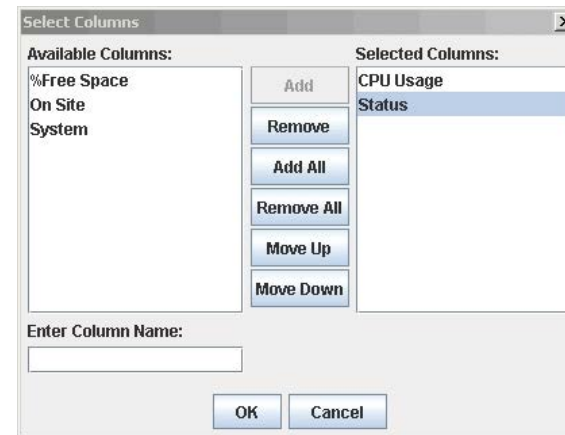 Select Columns
Available Columns:
%Free Space
On Site
System
Add
Remove
Add All
Remove All
Move Up
Move Down
Selected Columns:
CPU Usage
Status
Enter Column Name:
OK
Cancel